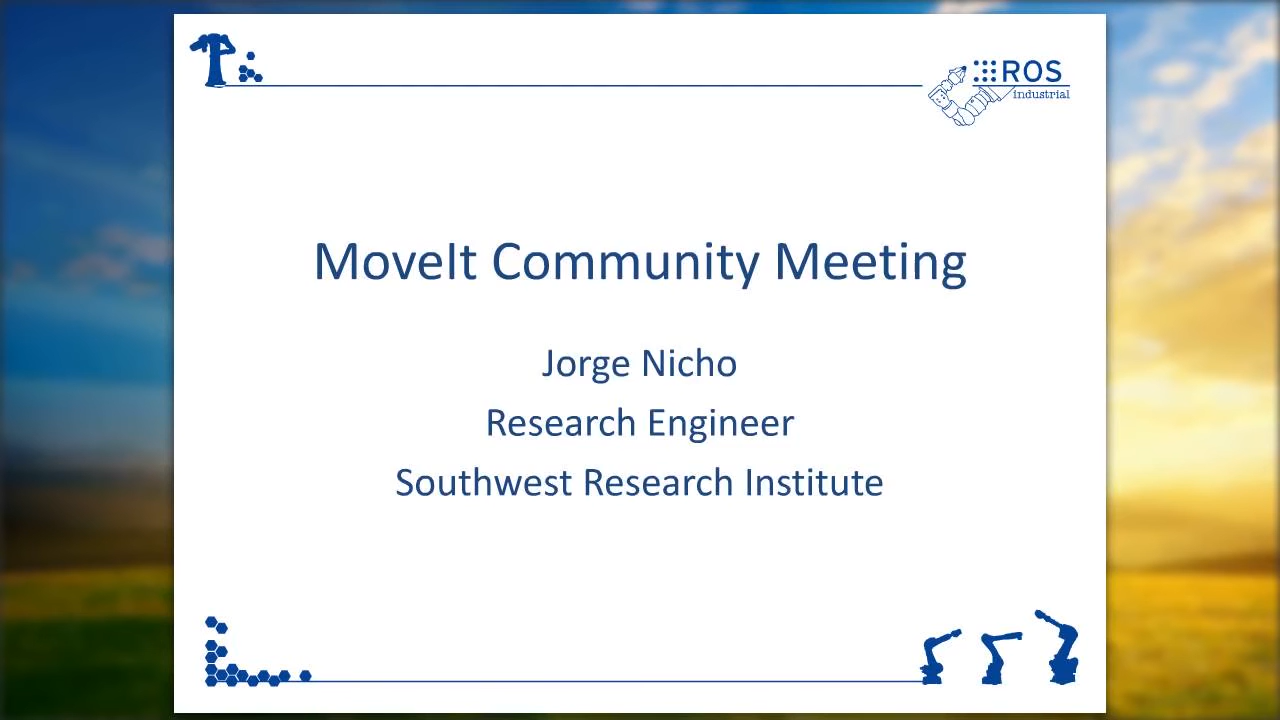 ROS
industrial
MoveIt Community Meeting
Jorge Nicho
Research Engineer
Southwest Research Institute